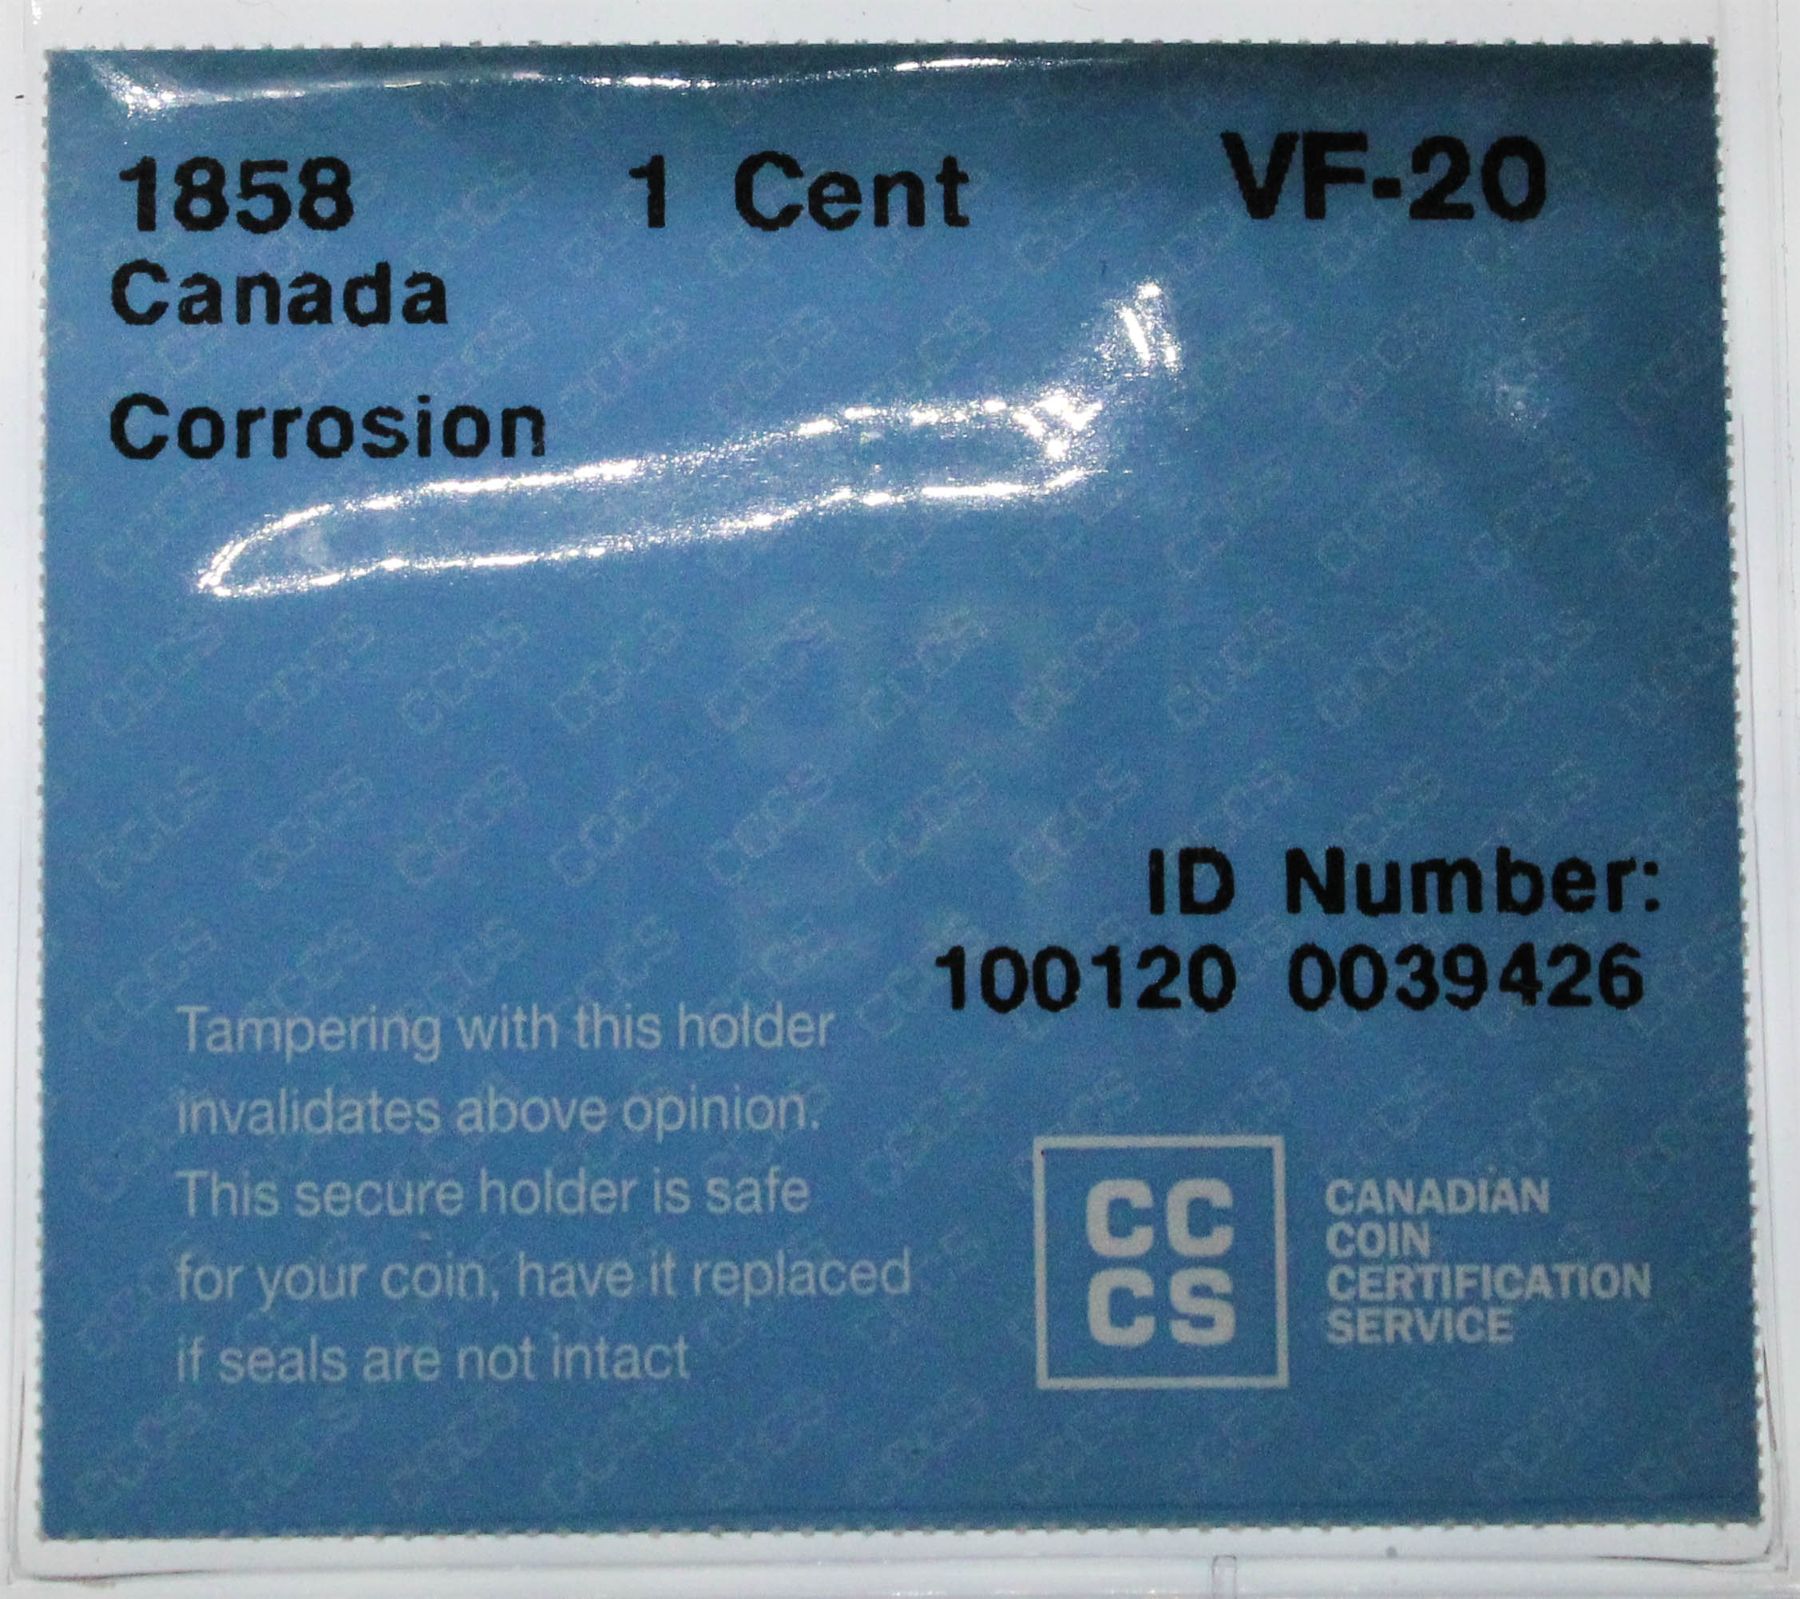 1858 1 Cent VF-20
Canada
Corrosion
ID Number:
100120 0039426
Tampering with this holder
invalidates above opinion.
This secure holder is safe
for your coin, have it replaced
if seals are not intact
CC
CS
CANADIAN
COIN
CERTIFICATION
SERVICE